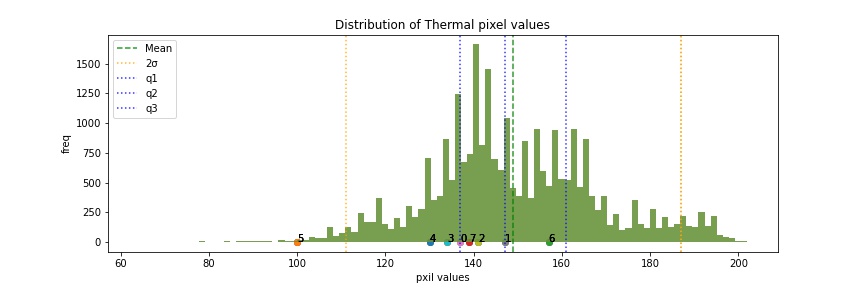 Distribution of Thermal pixel values
Mean
2σ
q1
q2
q3
freq
1500
1250
1000
750
500
250
0
5 4 3 0 7 2 1 6
60 80 100 120 140 160 180 200
pxil values